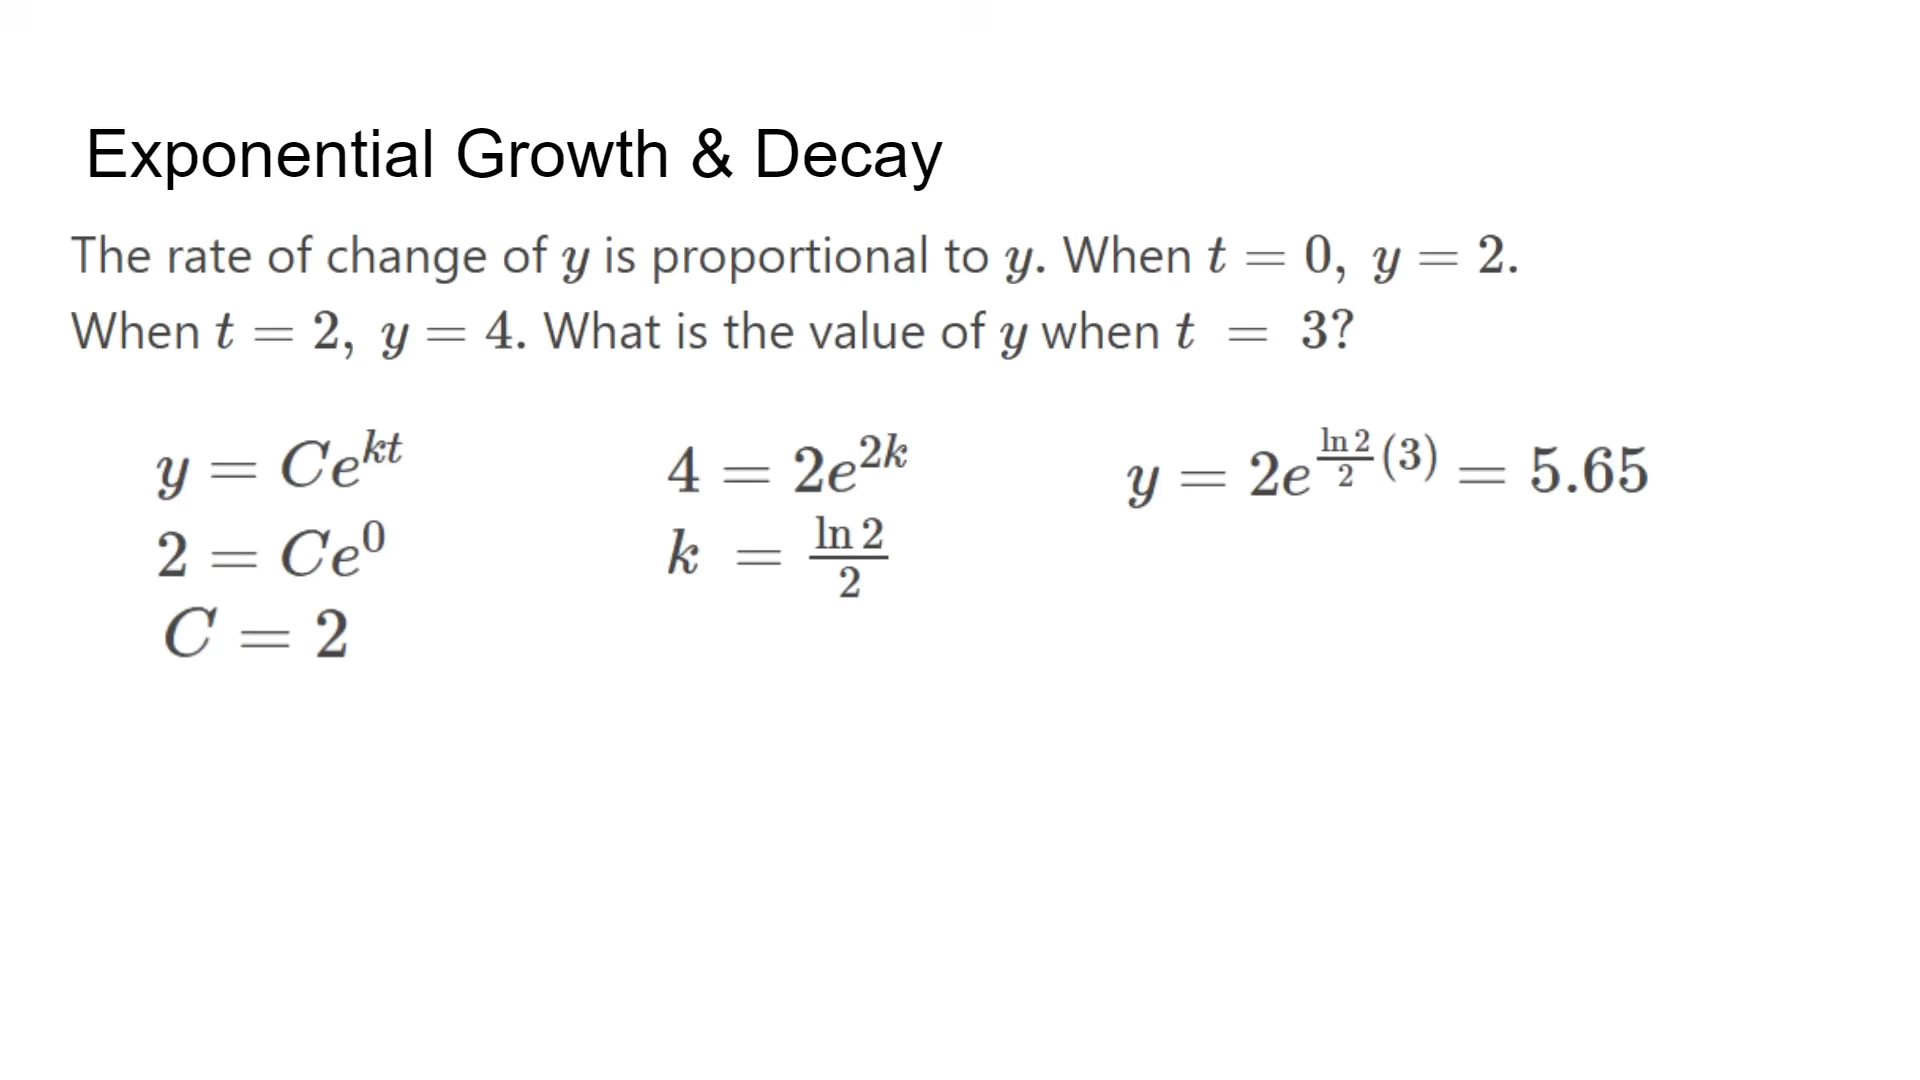 Exponential Growth & Decay
The rate of change of y is proportional to y. When t = 0, y = 2.
When t = 2, y = 4. What is the value of y when t = 3?
y = Ce^{kt}
2 = Ce^0
C = 2
4 = 2e^{2k}
k = \frac{\ln 2}{2}
y = 2e^{\frac{\ln 2}{2}(3)} = 5.65